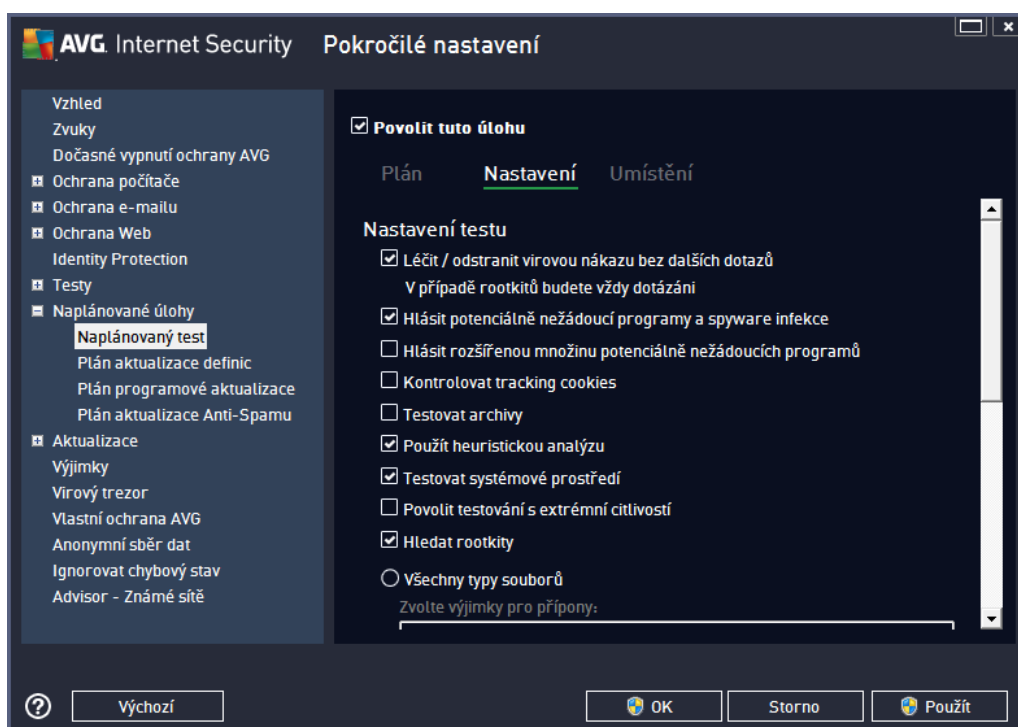 AVG. Internet Security
Pokročilé nastavení
Vzhled
Zvuky
Dočasné vypnutí ochrany AVG
Ochrana počítače
Ochrana e-mailu
Ochrana Web
Identity Protection
Testy
Naplánované úlohy
Naplánovaný test
Plán aktualizace definic
Plán programové aktualizace
Plán aktualizace Anti-Spamu
Aktualizace
Výjimky
Virový trezor
Vlastní ochrana AVG
Anonymní sběr dat
Ignorovat chybový stav
Advisor - Známé sítě
Povolit tuto úlohu
Plán Nastavení Umístění
Nastavení testu
Léčit / odstranit virovou nákazu bez dalších dotazů
V případě rootkitů budete vždy dotázáni
Hlásit potenciálně nežádoucí programy a spyware infekce
Hlásit rozšířenou množinu potenciálně nežádoucích programů
Kontrolovat tracking cookies
Testovat archivy
Použít heuristickou analýzu
Testovat systémové prostředí
Povolit testování s extrémní citlivostí
Hledat rootkity
Všechny typy souborů
Zvolte výjimky pro přípony:
Výchozí
OK
Storno
Použít